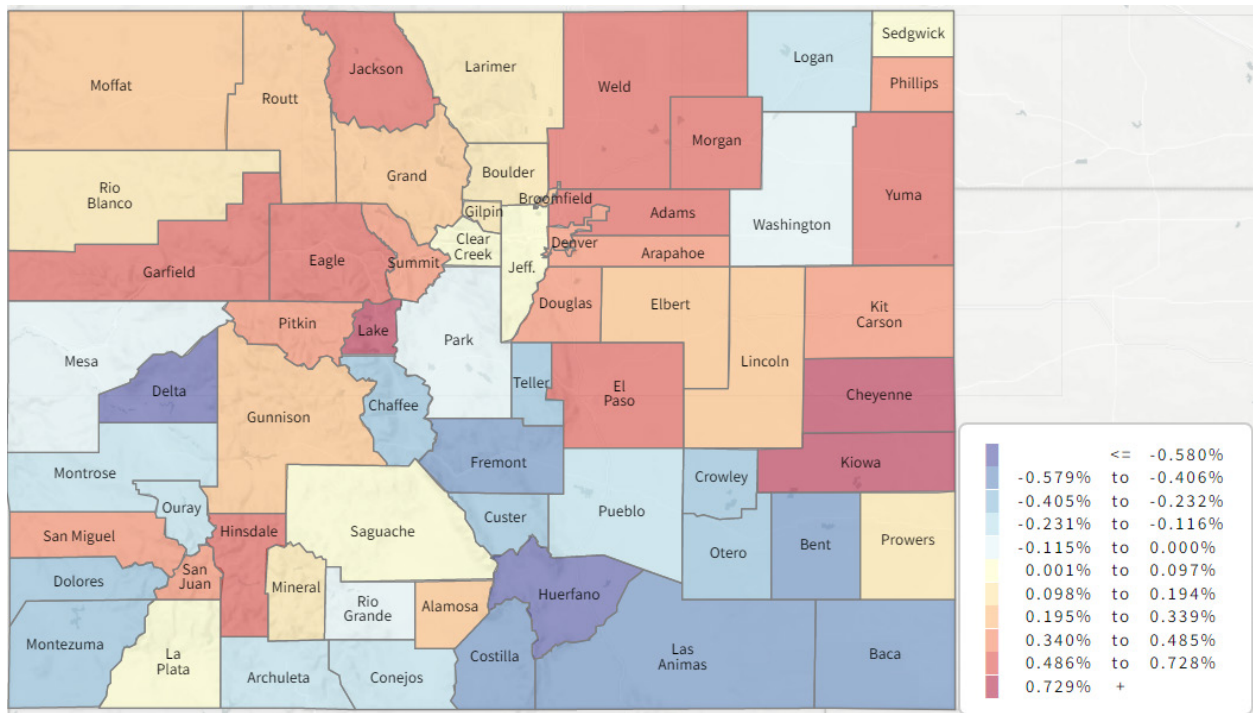 Sedgwick
Logan
Jackson
Larimer
Moffat
Weld
Phillips
Routt
Morgan
Boulder
Grand
Rio
Blanco
Yuma
Broomfield
Gilpin
Adams
Washington
Clear
Creek
Denver
Arapahoe
Eagle
Summit
Jeff.
Garfield
Douglas
Elbert
Kit
Carson
Pitkin
Lake
Park
Mesa
Lincoln
Teller
El
Paso
Delta
Cheyenne
Chaffee
Gunnison
Fremont
Kiowa
Montrose
Crowley
Ouray
Pueblo
Custer
San Miguel
Hinsdale
Saguache
Prowers
Bent
Otero
San
Juan
Dolores
Mineral
Huerfano
Rio
Grande
Alamosa
Montezuma
La
Plata
Las
Animas
Baca
Costilla
Archuleta
Conejos
<= -0.580%
-0.579% to -0.406%
-0.405% to -0.232%
-0.231% to -0.116%
-0.115% to 0.000%
0.001% to 0.097%
0.098% to 0.194%
0.195% to 0.339%
0.340% to 0.485%
0.486% to 0.728%
0.729% +